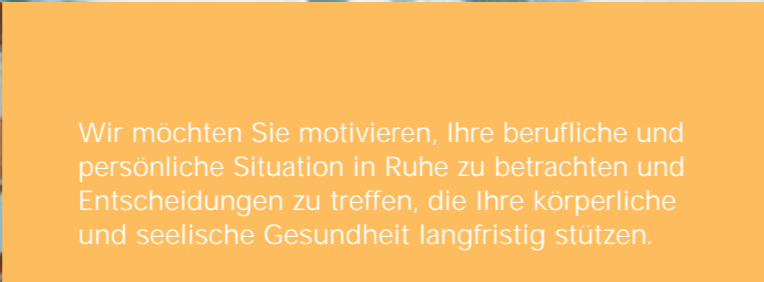 Wir möchten Sie motivieren, Ihre berufliche und
persönliche Situation in Ruhe zu betrachten und
Entscheidungen zu treffen, die Ihre körperliche
und seelische Gesundheit langfristig stützen.